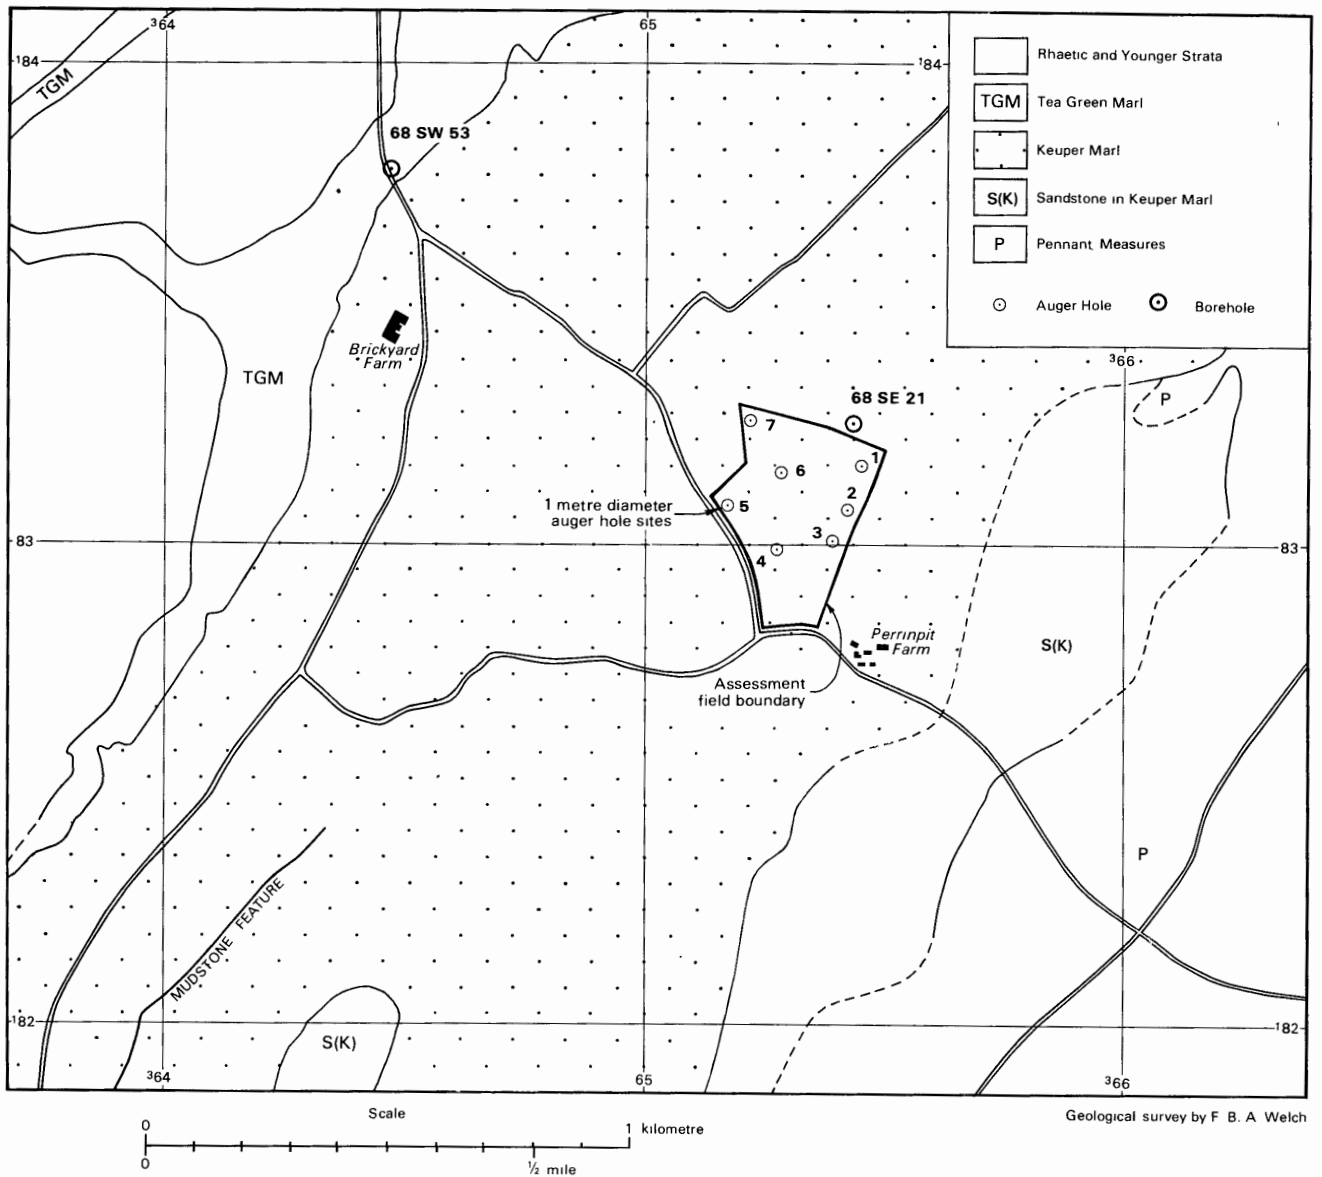 ³64
65
184
184
TGM
68 SW 53
Rhaetic and Younger Strata
TGM Tea Green Marl
Keuper Marl
S(K) Sandstone in Keuper Marl
P Pennant Measures
Auger Hole
Borehole
³66
Brickyard
Farm
TGM
P
68 SE 21
7
1
6
2
5
3
4
1 metre diameter
auger hole sites
83
83
Perrinpit
Farm
S(K)
Assessment
field boundary
P
MUDSTONE FEATURE
182
182
S(K)
³64
65
³66
Scale
Geological survey by F B. A Welch
0
1 kilometre
0
½ mile